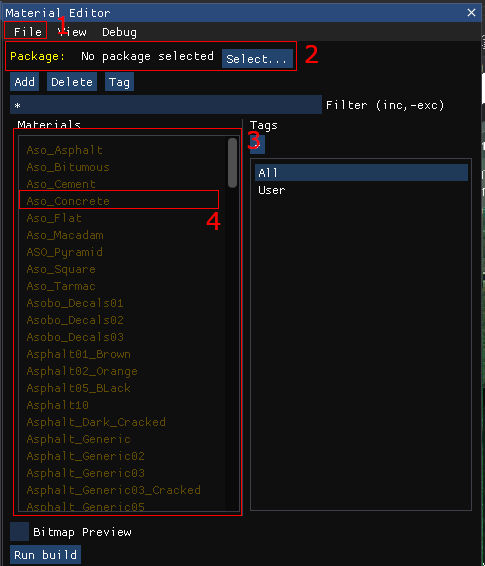 Material Editor
File View Debug
1
Package: No package selected Select...
2
Add Delete Tag
* Filter (inc,-exc)
Materials
Tags
3
Aso_Asphalt
Aso_Bitumous
Aso_Cement
Aso_Concrete
4
Aso_Flat
Aso_Macadam
ASO_Pyramid
Aso_Square
Aso_Tarmac
Asobo_Decals01
Asobo_Decals02
Asobo_Decals03
Asphalt01_Brown
Asphalt02_Orange
Asphalt05_BLack
Asphalt10
Asphalt_Dark_Cracked
Asphalt_Generic
Asphalt_Generic02
Asphalt_Generic03
Asphalt_Generic03_Cracked
Asphalt_Generic05
All
User
Bitmap Preview
Run build